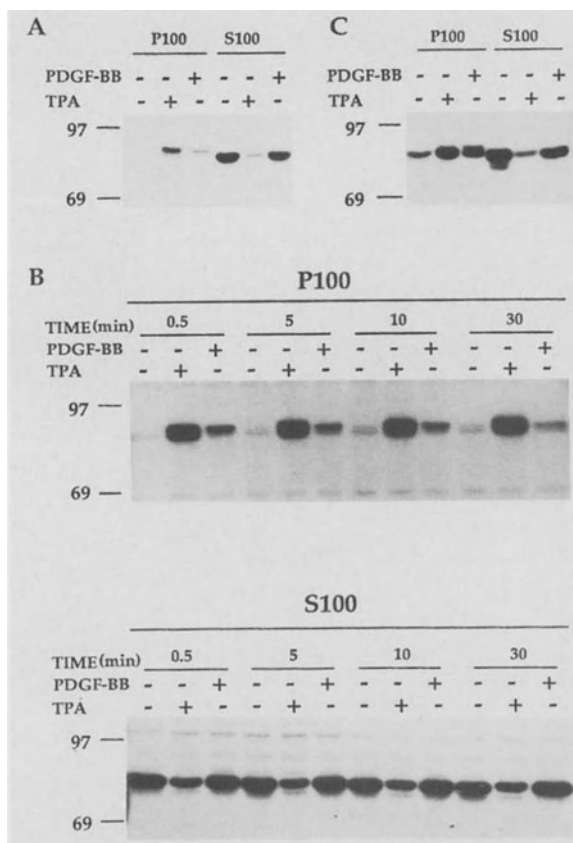 A
P100 S100
PDGF-BB - - + - - +
TPA - + - - + -
97
69
C
P100 S100
PDGF-BB - - + - - +
TPA - + - - + -
97
69
B
P100
TIME(min) 0.5 5 10 30
PDGF-BB - - + - - + - - + - - +
TPA - + - - + - - + - - + -
97
69
S100
TIME(min) 0.5 5 10 30
PDGF-BB - - + - - + - - + - - +
TPA - + - - + - - + - - + -
97
69